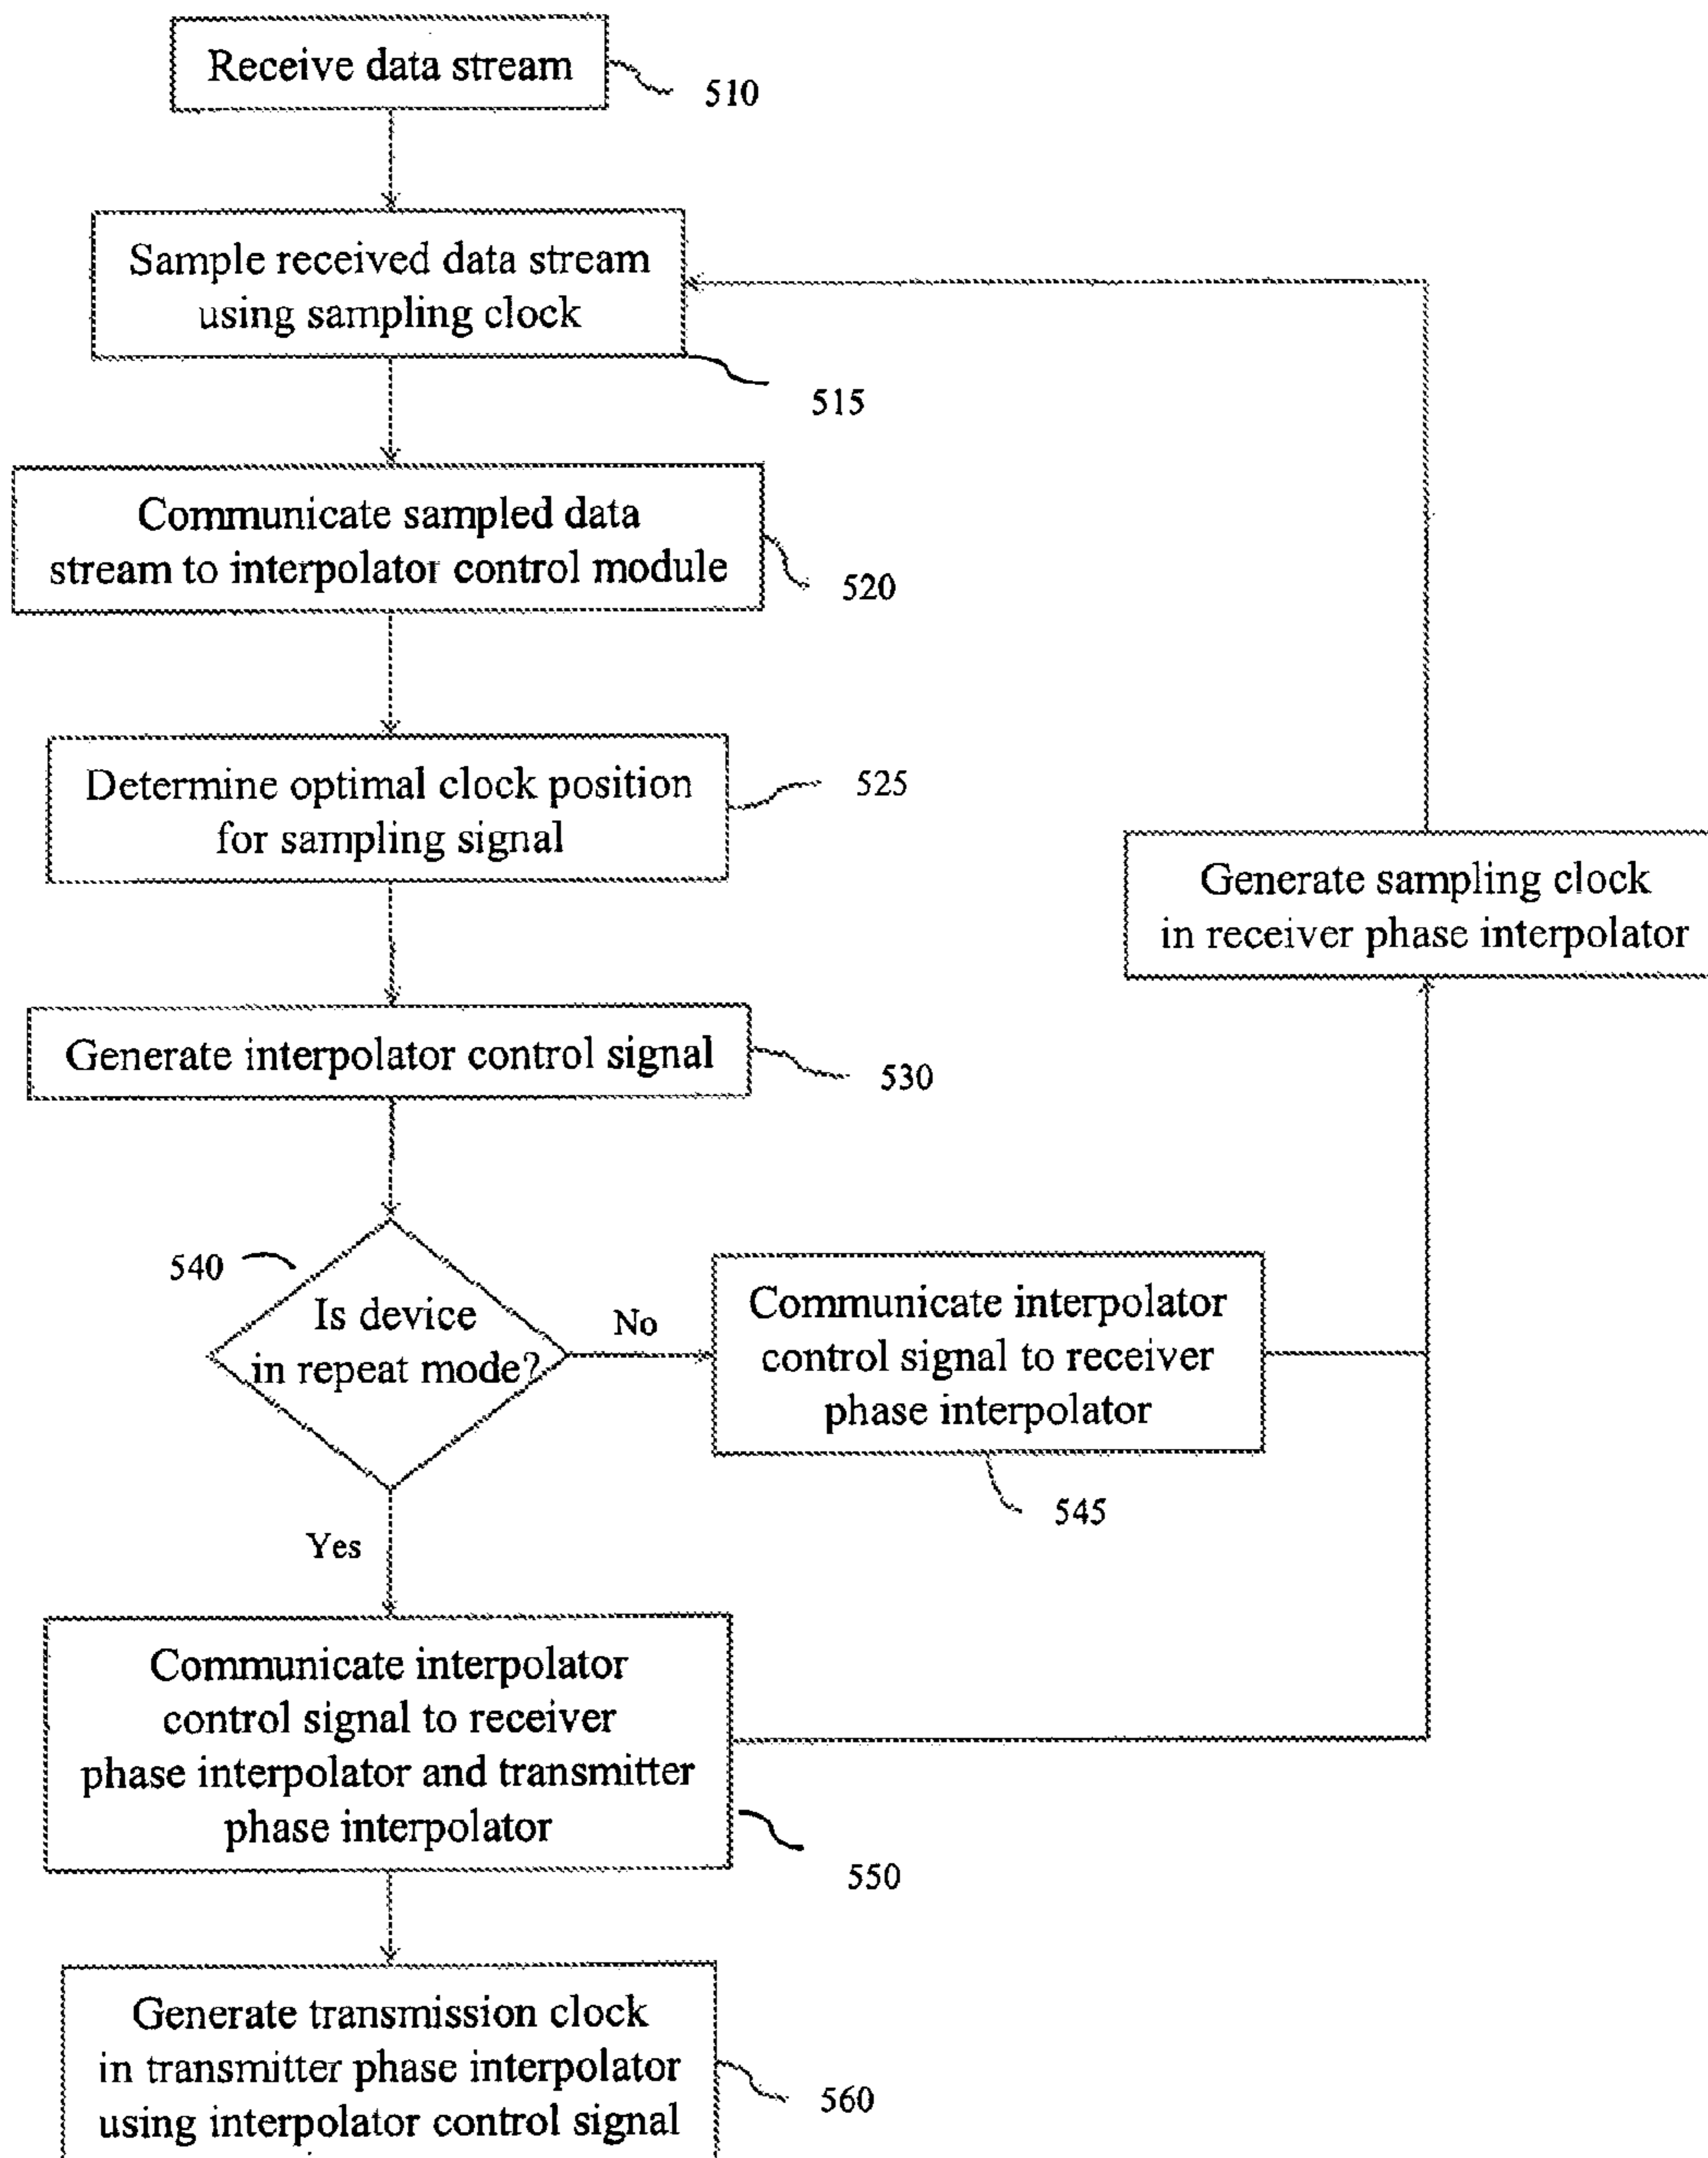 Receive data stream
510
Sample received data stream
using sampling clock
515
Communicate sampled data
stream to interpolator control module
520
Determine optimal clock position
for sampling signal
525
Generate sampling clock
in receiver phase interpolator
Generate interpolator control signal
530
540
Is device
in repeat mode?
No
Communicate interpolator
control signal to receiver
phase interpolator
545
Yes
Communicate interpolator
control signal to receiver
phase interpolator and transmitter
phase interpolator
550
Generate transmission clock
in transmitter phase interpolator
using interpolator control signal
560